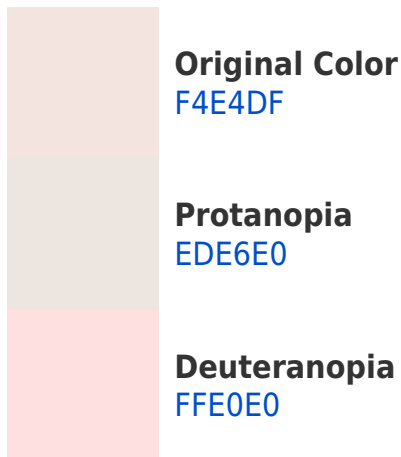 Original Color
F4E4DF
Protanopia
EDE6E0
Deuteranopia
FFE0E0